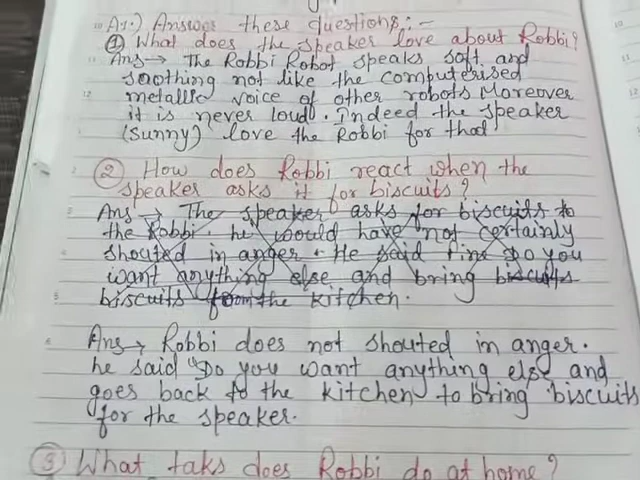 A1.) Answer these questions:-
① What does the speaker love about Robbi?
Ans → The Robbi Robot speaks soft and
soothing not like the computerised
metallic voice of other robots Moreover
it is never loud. Indeed the speaker
(Sunny) love the Robbi for that
② How does Robbi react when the
speaker asks it for biscuits?
Ans → The speaker asks for biscuits to
the Robbi. he would have not certainly
shouted in anger. He said fine Do you
want anything else and bring biscuits
biscuits from the kitchen.
Ans → Robbi does not shouted in anger.
he said "Do you want anything else and
goes back to the kitchen to bring biscuits
for the speaker.
③ What taks does Robbi do at home?